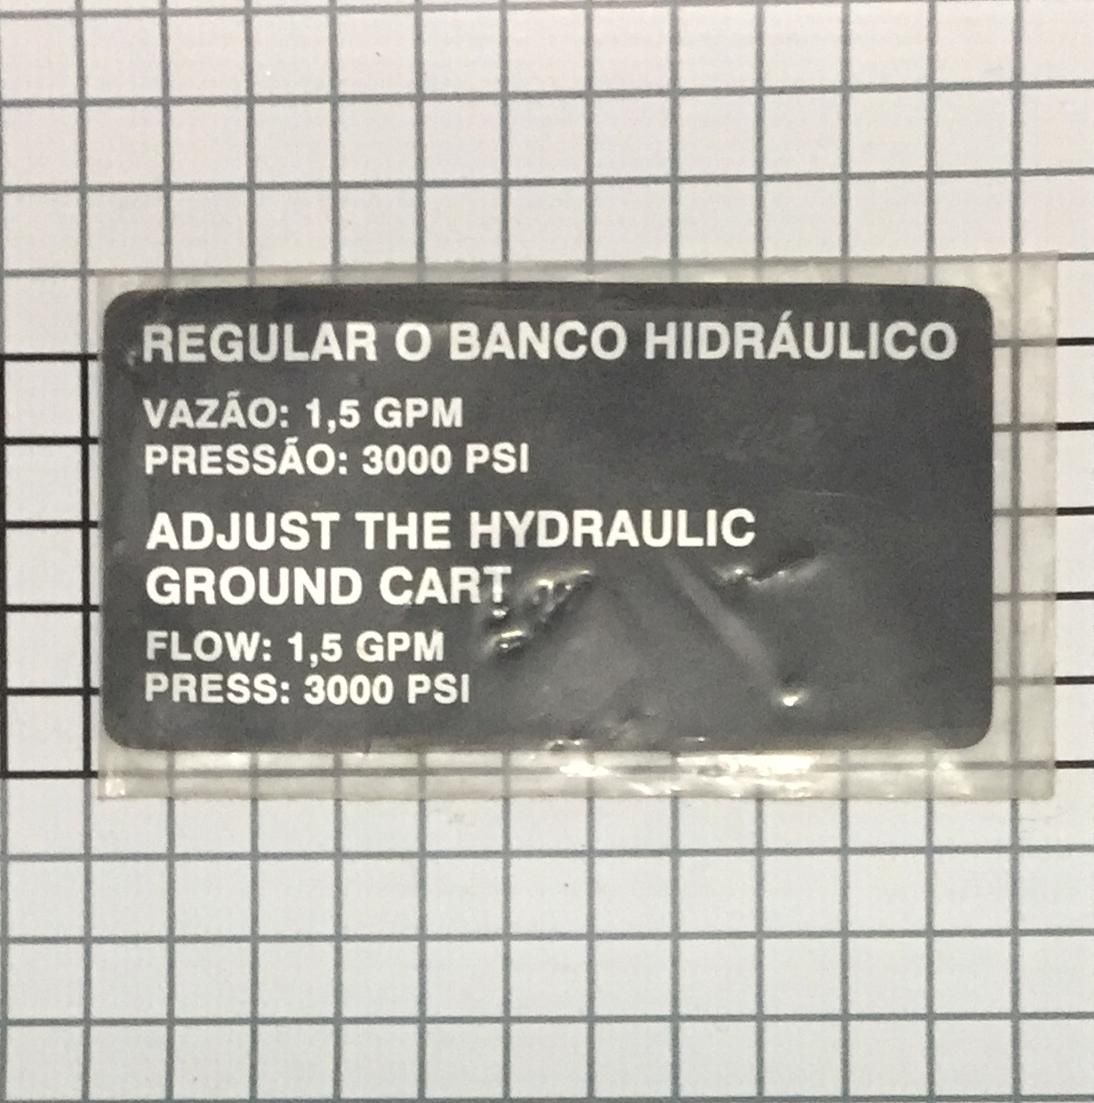 REGULAR O BANCO HIDRÁULICO
VAZÃO: 1,5 GPM
PRESSÃO: 3000 PSI
ADJUST THE HYDRAULIC
GROUND CART
FLOW: 1,5 GPM
PRESS: 3000 PSI